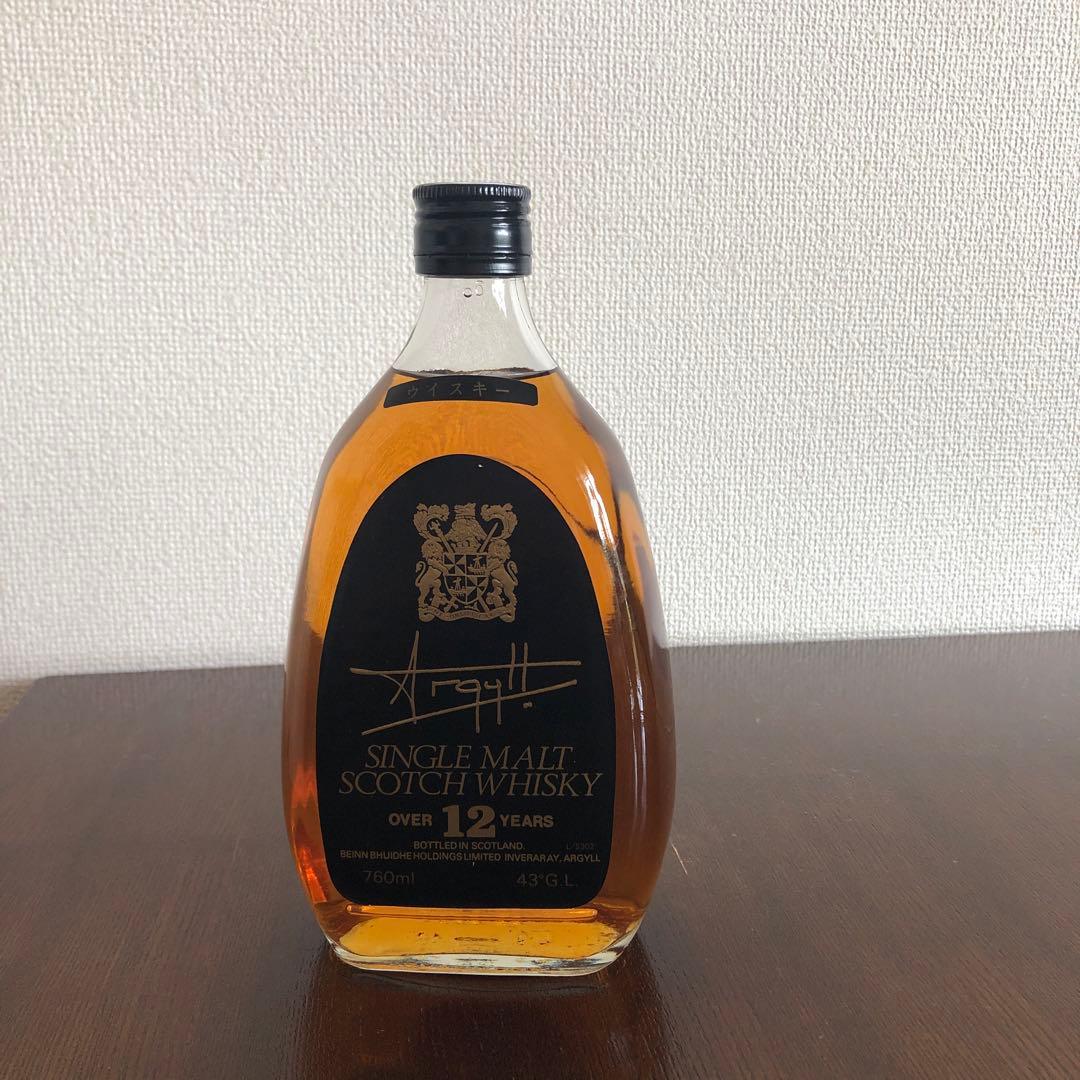 ウイスキー
Argyll
SINGLE MALT
SCOTCH WHISKY
OVER 12 YEARS
BOTTLED IN SCOTLAND.
BEINN BHUIDHE HOLDINGS LIMITED INVERARAY, ARGYLL
760ml 43°G.L.